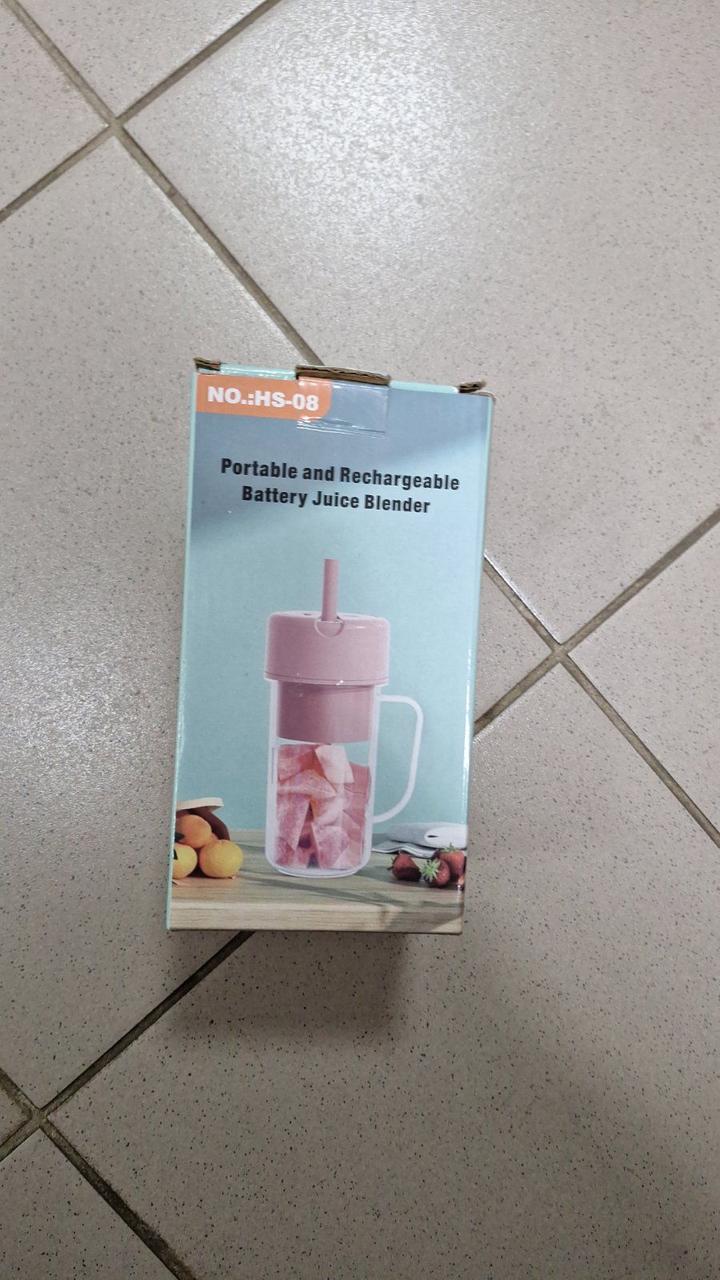 NO.:HS-08
Portable and Rechargeable
Battery Juice Blender